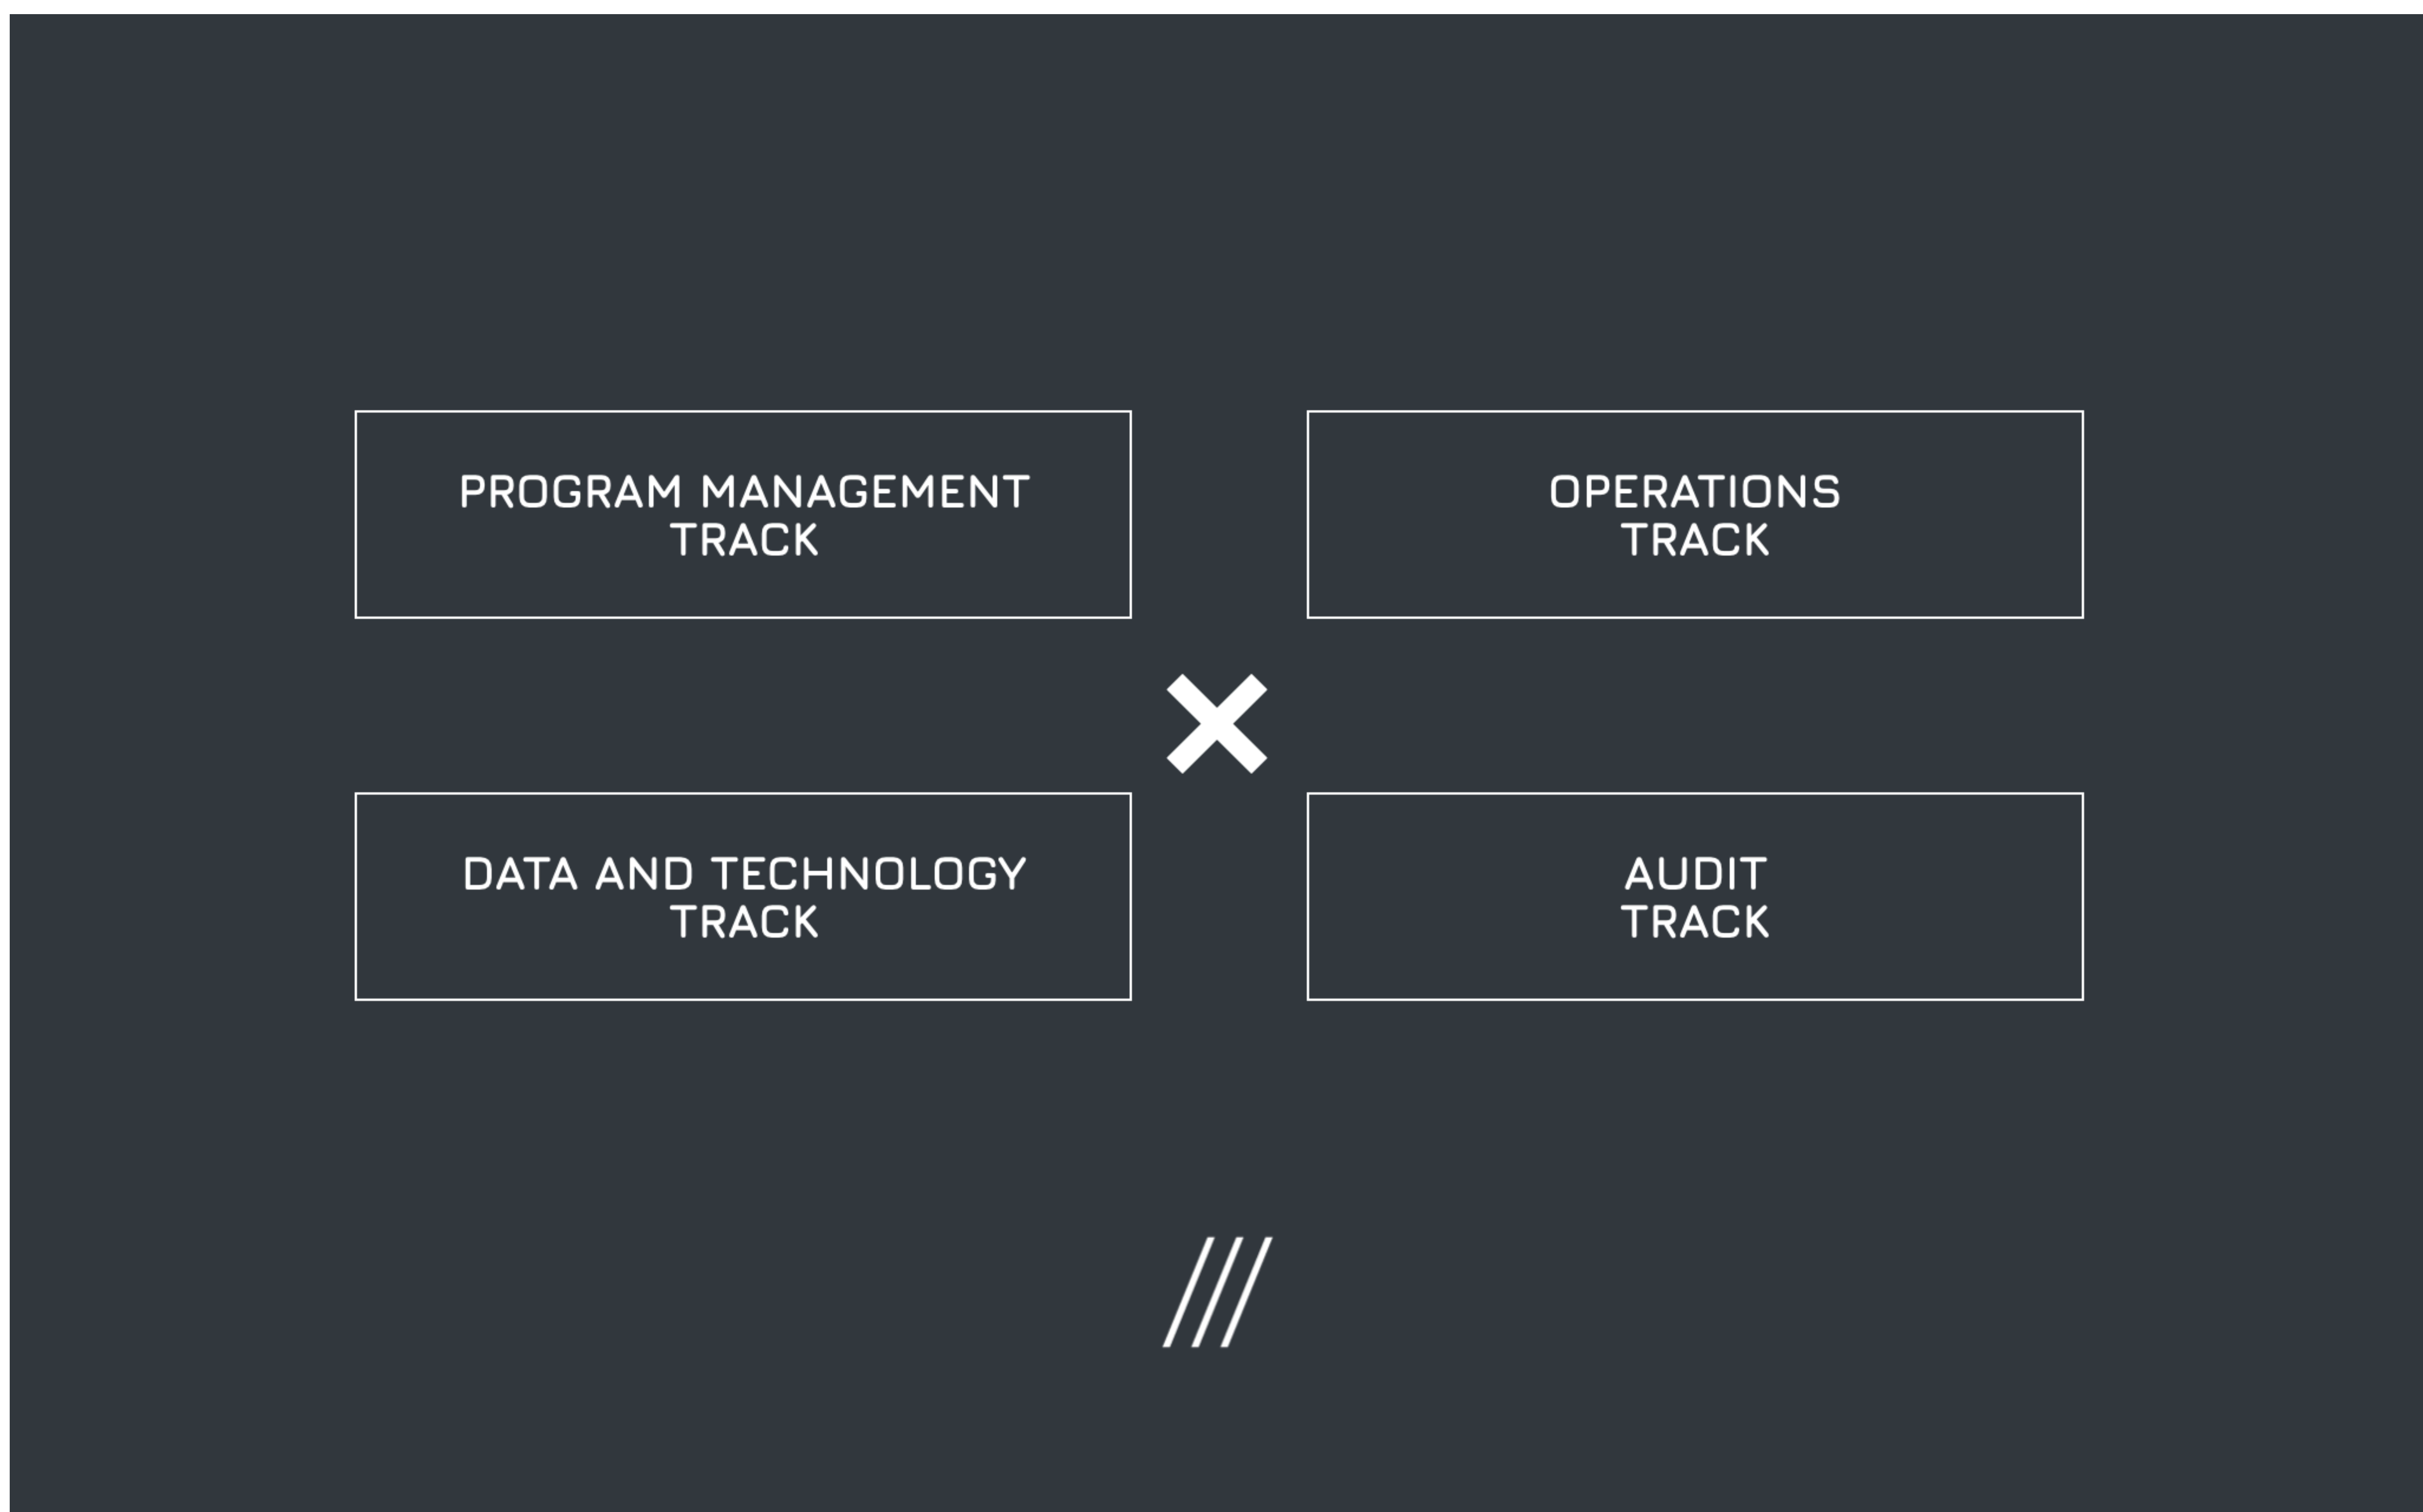 PROGRAM MANAGEMENT
TRACK
OPERATIONS
TRACK
DATA AND TECHNOLOGY
TRACK
AUDIT
TRACK